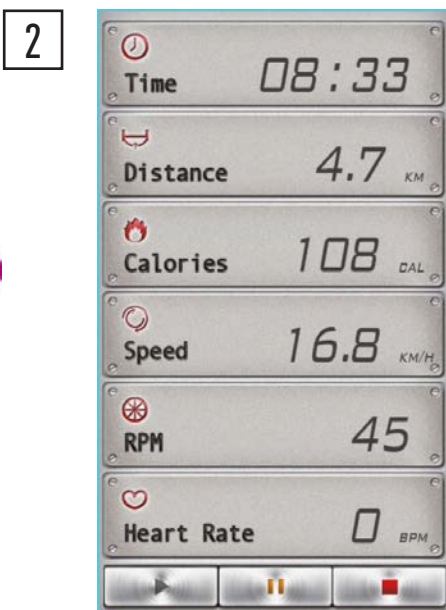 2
Time 08:33
Distance 4.7 KM
Calories 108 CAL
Speed 16.8 KM/H
RPM 45
Heart Rate 0 BPM